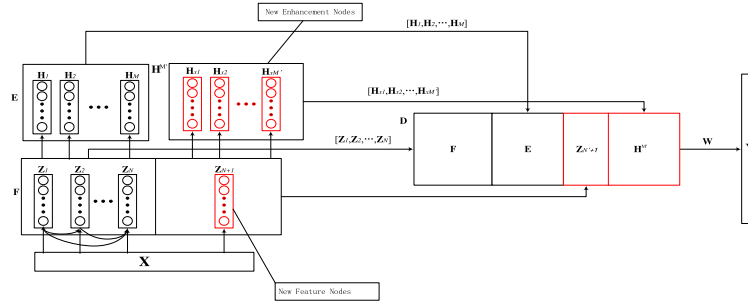 New Enhancement Nodes
[H1,H2,⋯,HM]
H1 H2 HM
HM'
Hx1 Hx2 HxM'
E
[Hx1,Hx2,⋯,HxM']
D
[Z1,Z2,⋯,ZN]
F E ZN'+1 HM
W
Z1 Z2 ZN
ZN+1
F
X
New Feature Nodes